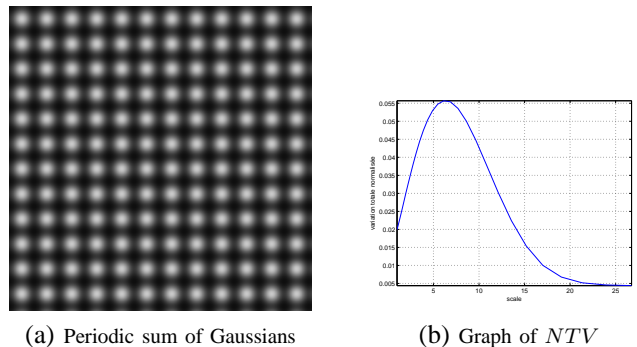 0.055
0.05
0.045
0.04
0.035
0.03
0.025
0.02
0.015
0.01
0.005
variation totale normalisée
5 10 15 20 25
scale
(a) Periodic sum of Gaussians
(b) Graph of NTV